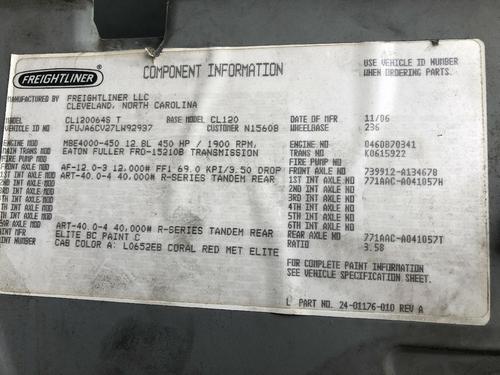 FREIGHTLINER
COMPONENT INFORMATION
USE VEHICLE ID NUMBER
WHEN ORDERING PARTS.
MANUFACTURED BY FREIGHTLINER LLC
CLEVELAND, NORTH CAROLINA
MODEL CL120064S T BASE MODEL CL120 DATE OF MFR 11/06
VEHICLE ID NO 1FUJA6CV27LW92937 CUSTOMER N15608 WHEELBASE 236
ENGINE MOD MBE4000-450 12.8L 450 HP / 1900 RPM, ENGINE NO 0460870341
MAIN TRANS MOD EATON FULLER FRO-15210B TRANSMISSION MAIN TRANS NO K0615922
FIRE PUMP MOD FIRE PUMP NO
FRONT AXLE MOD AF-12.0-3 12,000# FF1 69.0 KPI/3.50 DROP FRONT AXLE NO 739912-A134678
1ST INT AXLE MOD ART-40.0-4 40,000# R-SERIES TANDEM REAR 1ST INT AXLE NO 771AAC-A041057H
2ND INT AXLE MOD 2ND INT AXLE NO
3RD INT AXLE MOD 3RD INT AXLE NO
4TH INT AXLE MOD 4TH INT AXLE NO
5TH INT AXLE MOD 5TH INT AXLE NO
6TH INT AXLE MOD 6TH INT AXLE NO
AXLE MOD ART-40.0-4 40,000# R-SERIES TANDEM REAR REAR AXLE NO 771AAC-A041057T
PAINT MFR ELITE BC PAINT C RATIO 3.58
PAINT NUMBER CAB COLOR A: L0652EB CORAL RED MET ELITE
FOR COMPLETE PAINT INFORMATION
SEE VEHICLE SPECIFICATION SHEET.
L PART NO. 24-01176-010 REV A